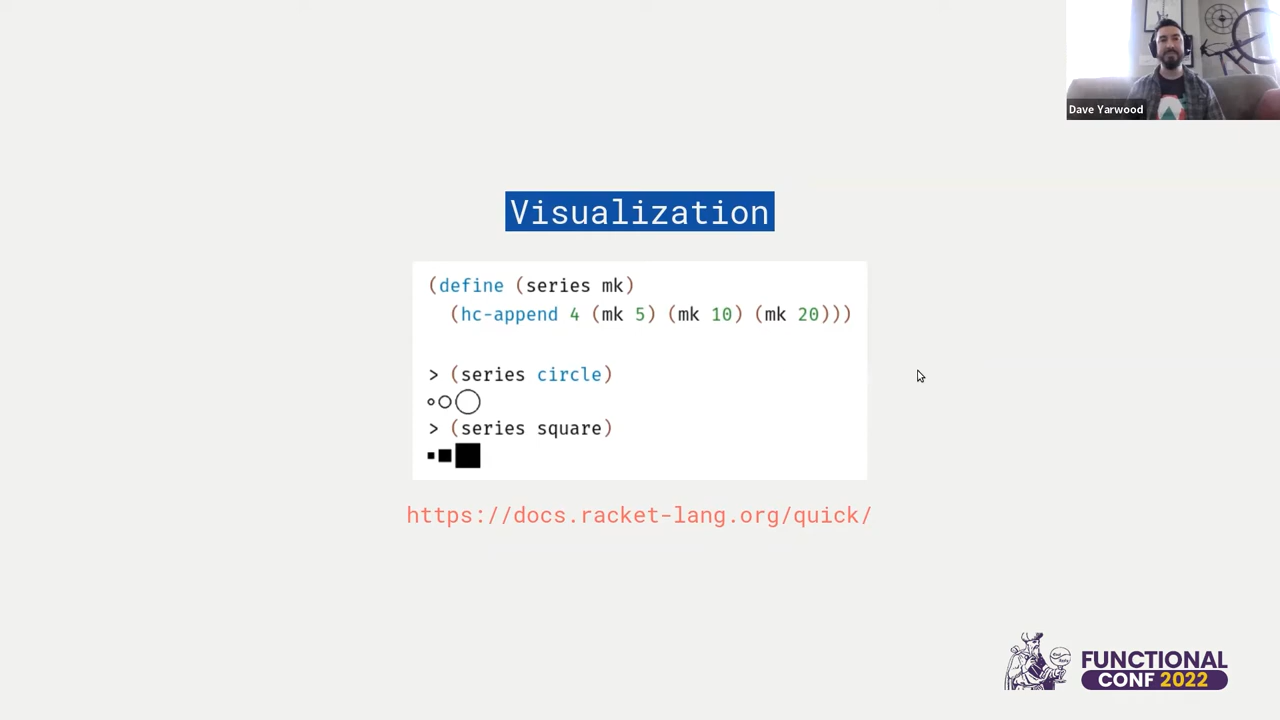 Dave Yarwood
Visualization
(define (series mk)
  (hc-append 4 (mk 5) (mk 10) (mk 20)))
> (series circle)
> (series square)
https://docs.racket-lang.org/quick/
FUNCTIONAL
CONF 2022